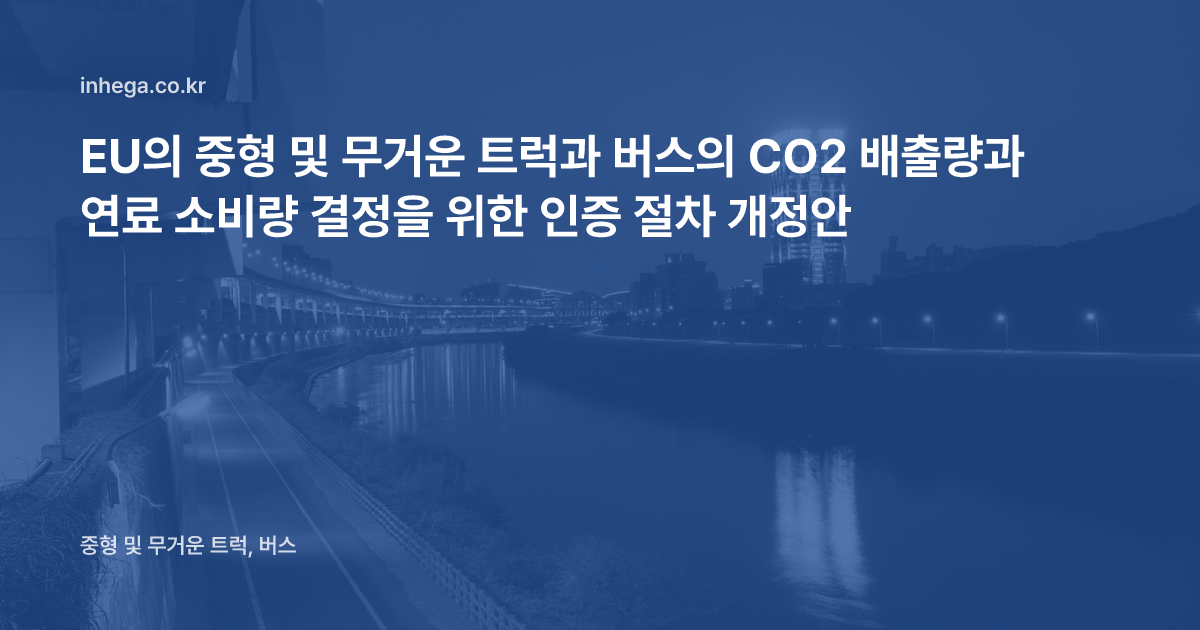 inhega.co.kr
EU의 중형 및 무거운 트럭과 버스의 CO2 배출량과
연료 소비량 결정을 위한 인증 절차 개정안
중형 및 무거운 트럭, 버스